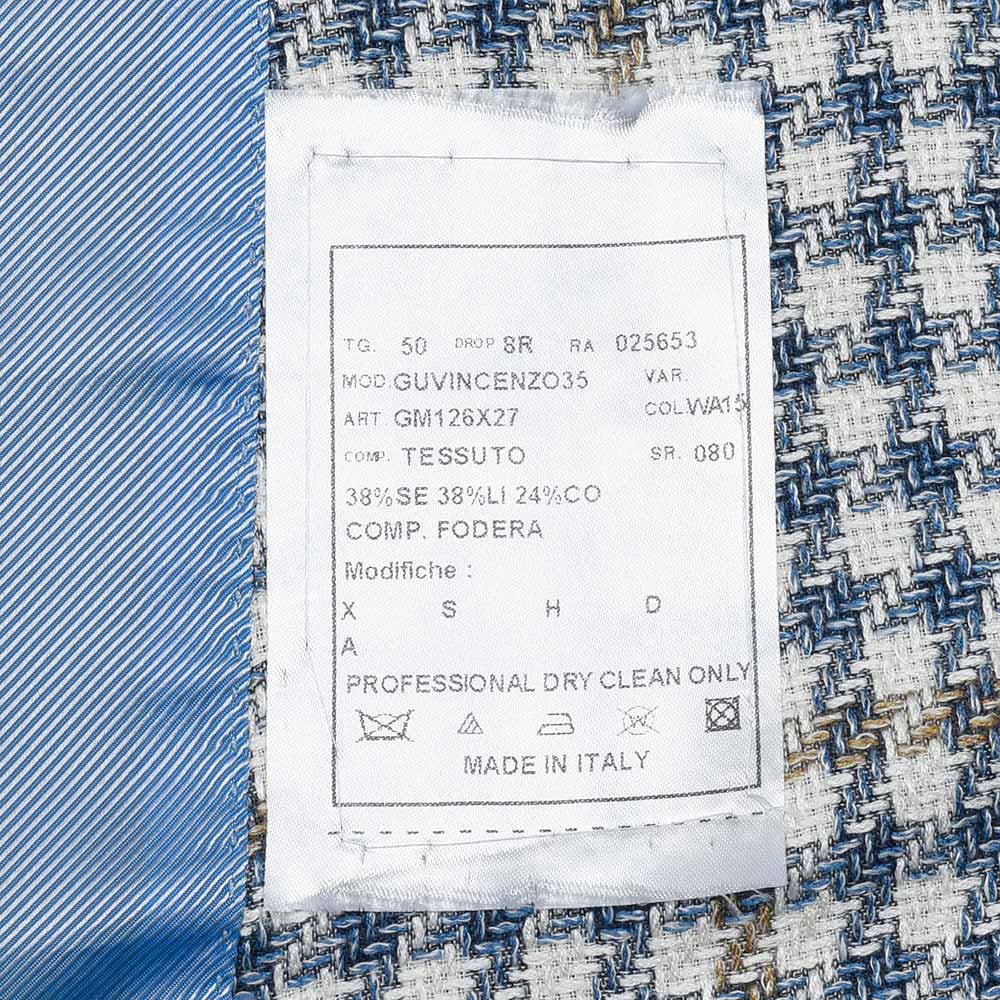 TG. 50 DROP 8R RA 025653
MOD.GUVINCENZO35 VAR.
ART. GM126X27 COL.WA15
COMP. TESSUTO SR. 080
38%SE 38%LI 24%CO
COMP. FODERA
Modifiche :
X S H D
A
PROFESSIONAL DRY CLEAN ONLY
W
MADE IN ITALY